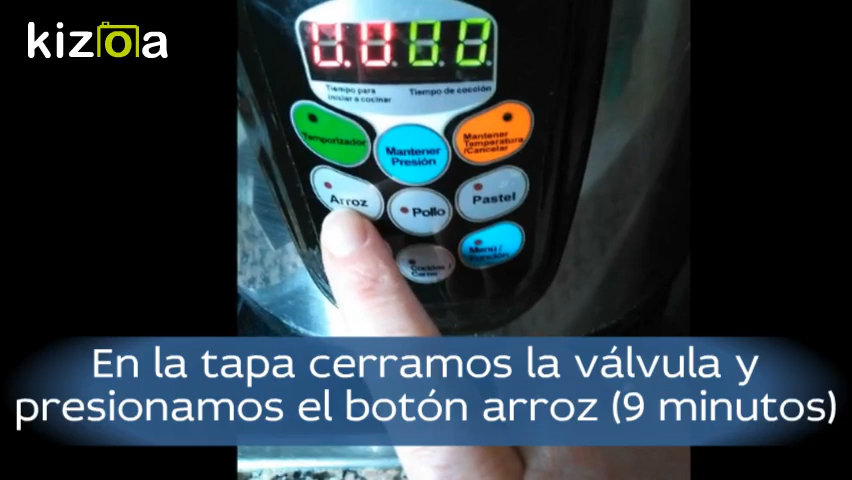 kizoa
Tiempo para
iniciar a cocinar
Tiempo de cocción
Temporizador
Mantener
Presión
Mantener
Temperatura
/Cancelar
Arroz
Pollo
Pastel
Menú /
Función
En la tapa cerramos la válvula y
presionamos el botón arroz (9 minutos)